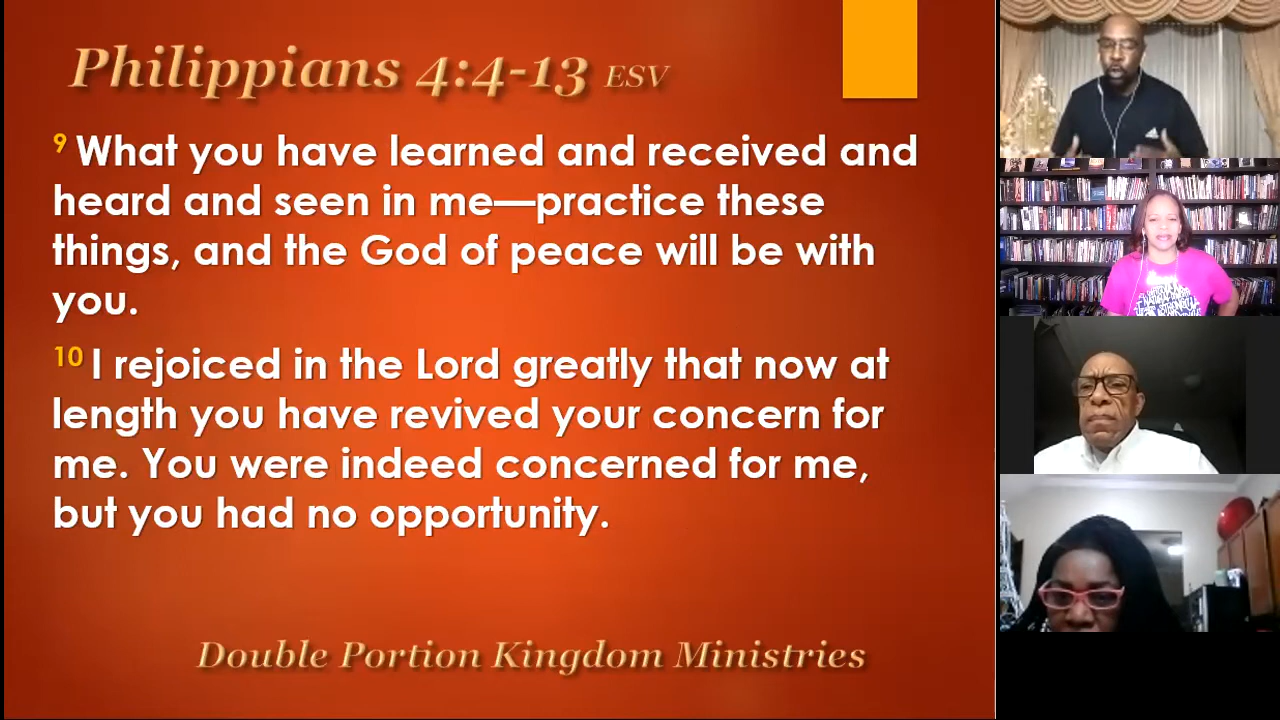 Philippians 4:4-13 ESV
9 What you have learned and received and
heard and seen in me—practice these
things, and the God of peace will be with
you.
10 I rejoiced in the Lord greatly that now at
length you have revived your concern for
me. You were indeed concerned for me,
but you had no opportunity.
Double Portion Kingdom Ministries